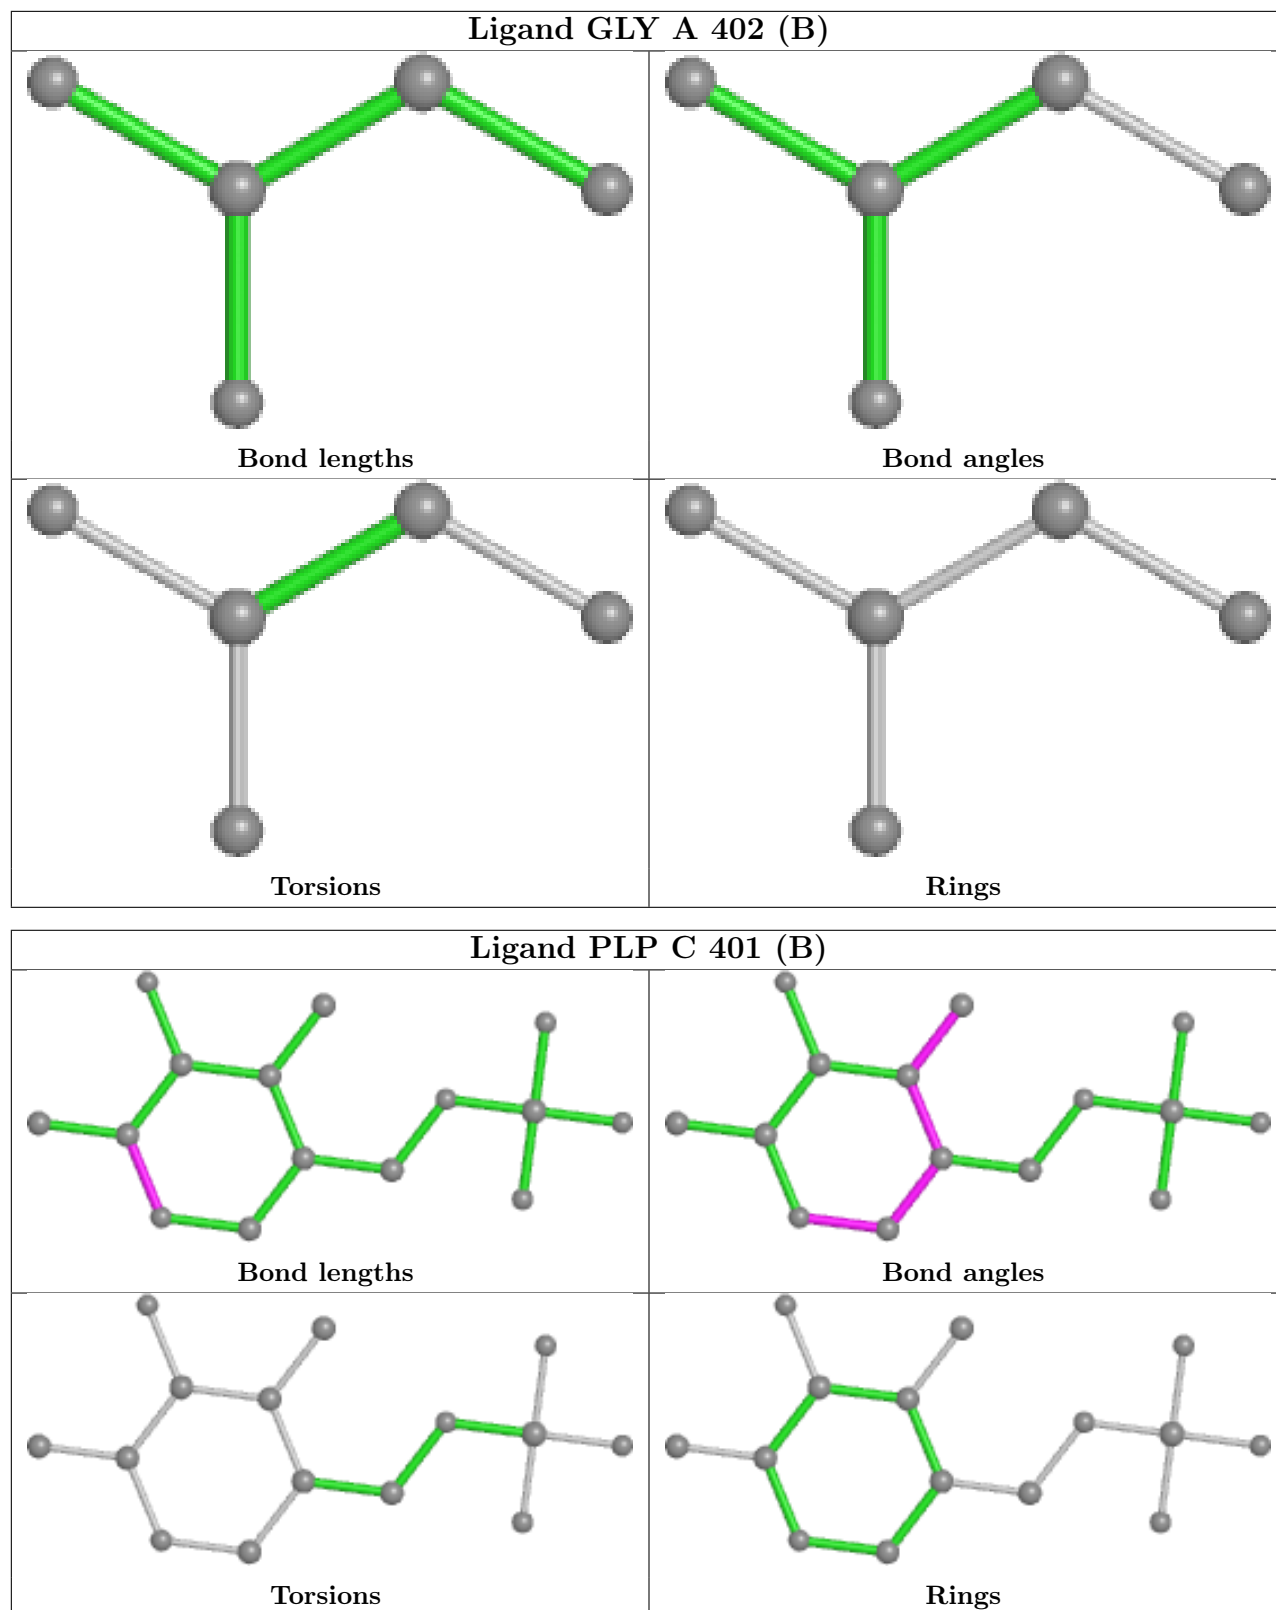 Ligand GLY A 402 (B)
Bond lengths
Bond angles
Torsions
Rings
Ligand PLP C 401 (B)
Bond lengths
Bond angles
Torsions
Rings